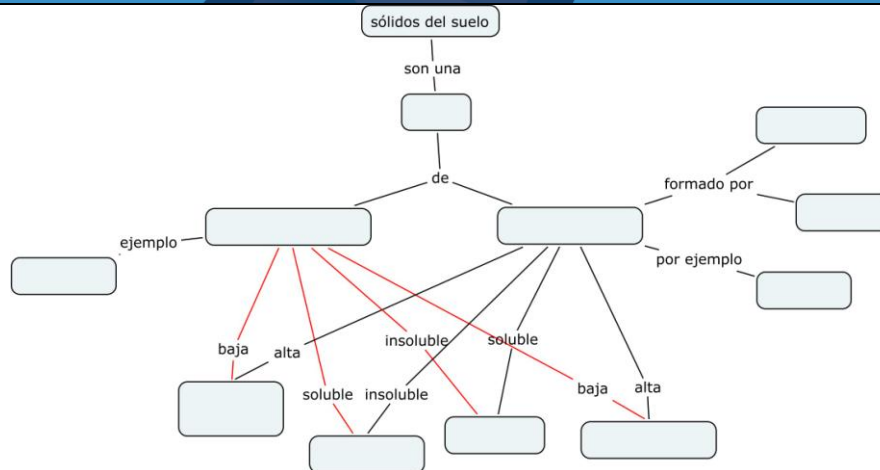 sólidos del suelo
son una
de
formado por
ejemplo
por ejemplo
insoluble
soluble
baja
alta
baja
alta
soluble
insoluble